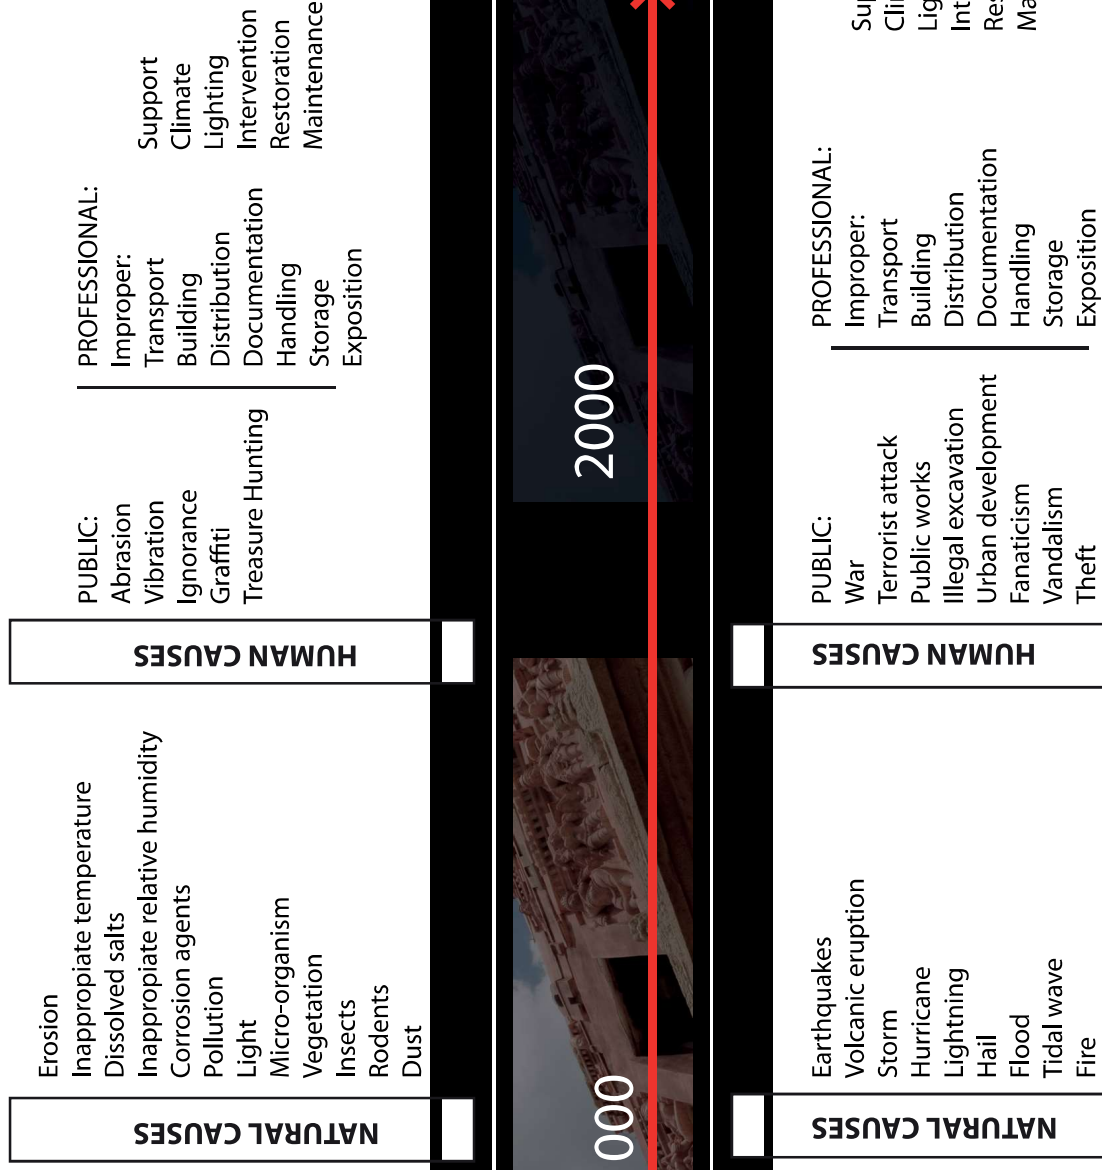 NATURAL CAUSES
Erosion
Inappropiate temperature
Dissolved salts
Inappropiate relative humidity
Corrosion agents
Pollution
Light
Micro-organism
Vegetation
Insects
Rodents
Dust
HUMAN CAUSES
PUBLIC:
Abrasion
Vibration
Ignorance
Graffiti
Treasure Hunting
PROFESSIONAL:
Improper:
Transport
Building
Distribution
Documentation
Handling
Storage
Exposition
Support
Climate
Lighting
Intervention
Restoration
Maintenance
000
2000
NATURAL CAUSES
Earthquakes
Volcanic eruption
Storm
Hurricane
Lightning
Hail
Flood
Tidal wave
Fire
HUMAN CAUSES
PUBLIC:
War
Terrorist attack
Public works
Illegal excavation
Urban development
Fanaticism
Vandalism
Theft
PROFESSIONAL:
Improper:
Transport
Building
Distribution
Documentation
Handling
Storage
Exposition